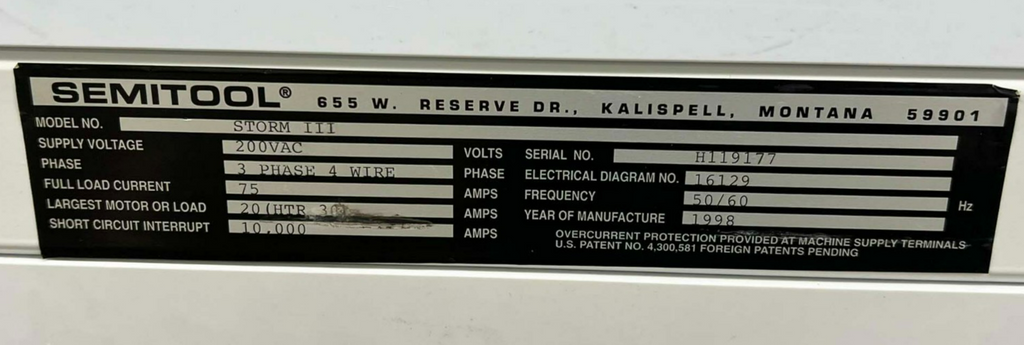 SEMITOOL® 655 W. RESERVE DR., KALISPELL, MONTANA 59901
MODEL NO. STORM III
SUPPLY VOLTAGE 200VAC VOLTS SERIAL NO. H119177
PHASE 3 PHASE 4 WIRE PHASE ELECTRICAL DIAGRAM NO. 16129
FULL LOAD CURRENT 75 AMPS FREQUENCY 50/60 Hz
LARGEST MOTOR OR LOAD 20(HTR AMPS YEAR OF MANUFACTURE 1998
SHORT CIRCUIT INTERRUPT 10,000 AMPS OVERCURRENT PROTECTION PROVIDED AT MACHINE SUPPLY TERMINALS
U.S. PATENT NO. 4,300,581 FOREIGN PATENTS PENDING